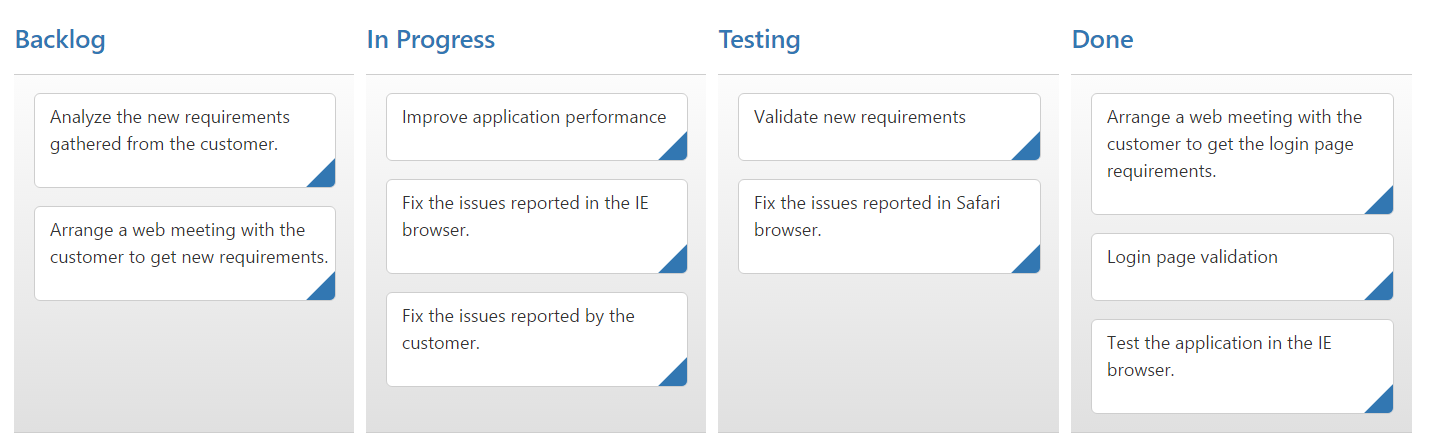 Backlog
Analyze the new requirements
gathered from the customer.
Arrange a web meeting with the
customer to get new requirements.
In Progress
Improve application performance
Fix the issues reported in the IE
browser.
Fix the issues reported by the
customer.
Testing
Validate new requirements
Fix the issues reported in Safari
browser.
Done
Arrange a web meeting with the
customer to get the login page
requirements.
Login page validation
Test the application in the IE
browser.